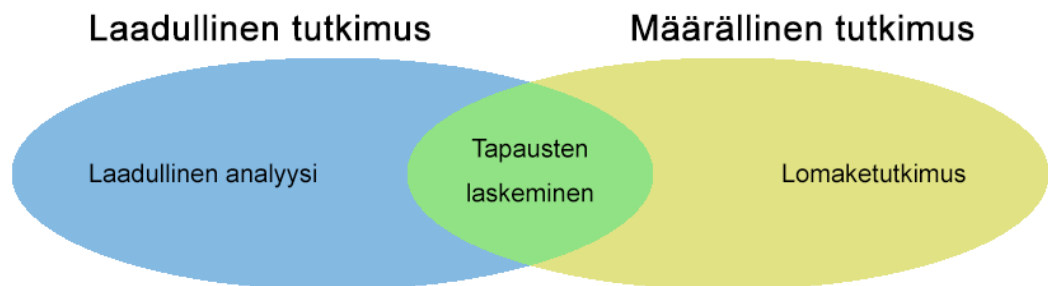 Laadullinen tutkimus
Määrällinen tutkimus
Laadullinen analyysi
Tapausten
laskeminen
Lomaketutkimus